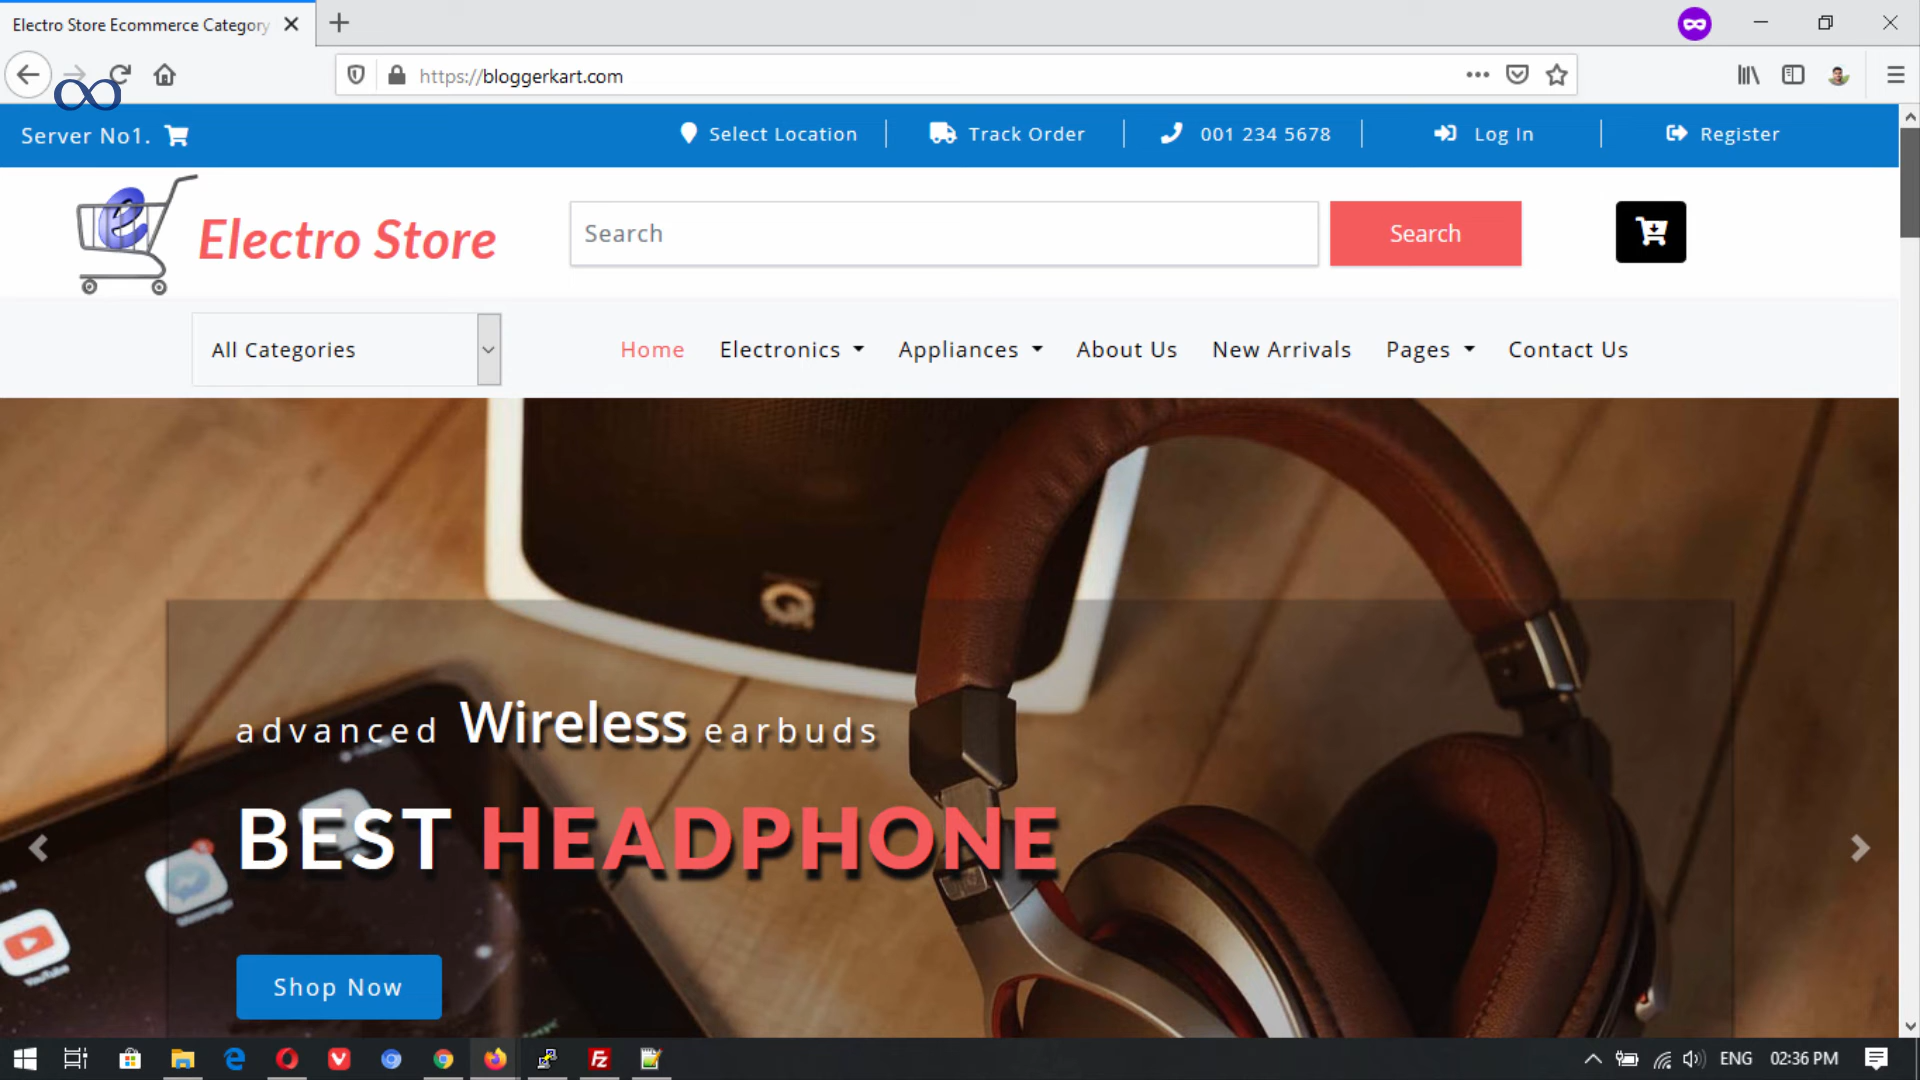 Electro Store Ecommerce Category
https://bloggerkart.com
Server No1.
Select Location
Track Order
001 234 5678
Log In
Register
Electro Store
Search
Search
All Categories
Home
Electronics
Appliances
About Us
New Arrivals
Pages
Contact Us
advanced Wireless earbuds
BEST HEADPHONE
Shop Now
YouTube
ENG
02:36 PM